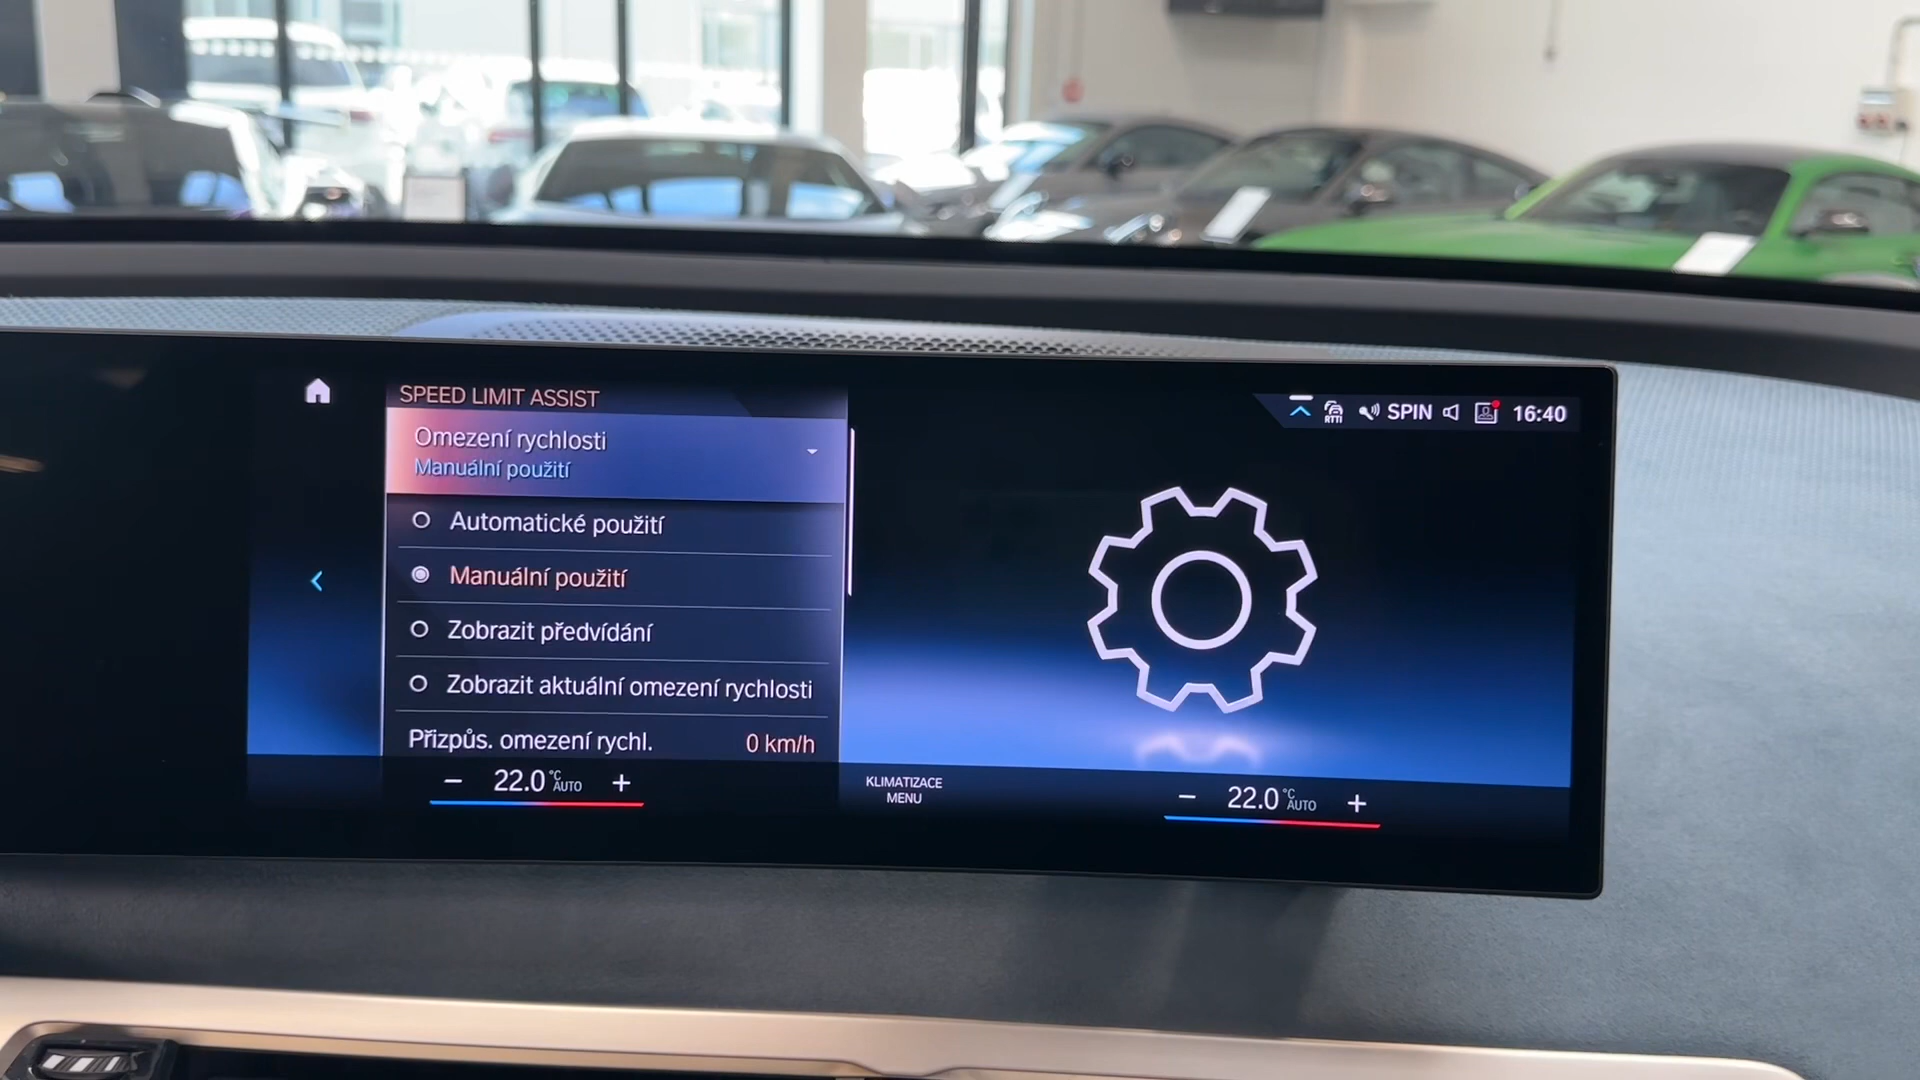 SPEED LIMIT ASSIST
Omezení rychlosti
Manuální použití
Automatické použití
Manuální použití
Zobrazit předvídání
Zobrazit aktuální omezení rychlosti
Přizpůs. omezení rychl. 0 km/h
RTTI SPIN 16:40
− 22.0 °C AUTO +
KLIMATIZACE
MENU
− 22.0 °C AUTO +